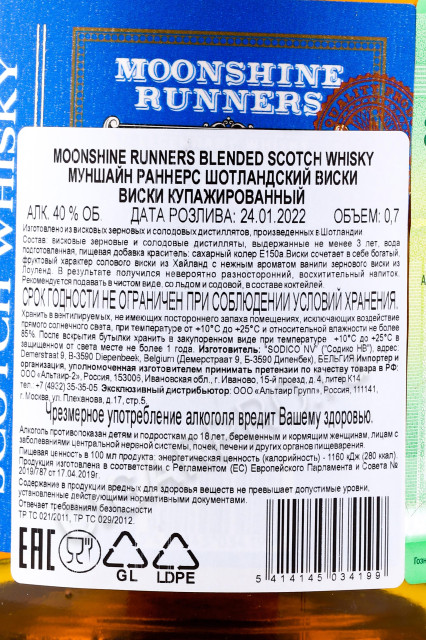 MOONSHINE
RUNNERS
SCOTCH WHISKY
MOONSHINE RUNNERS BLENDED SCOTCH WHISKY
МУНШАЙН РАННЕРС ШОТЛАНДСКИЙ ВИСКИ
ВИСКИ КУПАЖИРОВАННЫЙ
АЛК. 40 % ОБ. ДАТА РОЗЛИВА: 24.01.2022 ОБЪЕМ: 0,7
Изготовлено из висковых зерновых и солодовых дистиллятов, произведенных в Шотландии
Состав: висковые зерновые и солодовые дистилляты, выдержанные не менее 3 лет, вода
подготовленная, пищевая добавка краситель: сахарный колер Е150а Виски сочетает в себе богатый,
фруктовый характер солового виски из Хайланд с нежным ароматом ванили зернового виски из
Лоуленд. В результате получился невероятно разносторонний, восхитительный напиток.
Рекомендуется подавать в чистом виде, со льдом и содовой, в составе коктейлей.
СРОК ГОДНОСТИ НЕ ОГРАНИЧЕН ПРИ СОБЛЮДЕНИИ УСЛОВИЙ ХРАНЕНИЯ.
Хранить в вентилируемых, не имеющих постороннего запаха помещениях, исключающих воздействие
прямого солнечного света, при температуре от +10°С до +25°С и относительной влажности не более
85% После вскрытия бутылки хранить в закупоренном виде при температуре +10°С до +25°С в
защищенном от света месте не более 1 года. Изготовитель: "SODICO NV" ("Содико НВ"), адрес:
Demerstraat 9, B-3590 Diepenbeek, Belgium (Демерстраат 9, Б-3590 Дипенбек), БЕЛЬГИЯ Импортер и
организация, уполномоченная изготовителем принимать претензии по качеству товара в РФ:
ООО «Альтаир-2», Россия, 153009, Ивановская обл., г. Иваново, 15-й проезд, д. 4, литер К14
тел.: +7 (4932) 35-35-05. Эксклюзивный дистрибьютор: ООО «Альтаир Групп», Россия, 111141,
г. Москва, ул. Плеханова, д.17, стр.5.
Чрезмерное употребление алкоголя вредит Вашему здоровью.
Алкоголь противопоказан детям и подросткам до 18 лет, беременным и кормящим женщинам, лицам с
заболеваниями центральной нервной системы, почек, печени и других органов пищеварения
Пищевая ценность в 100 мл продукта: энергетическая ценность (калорийность) - 1160 кДж (280 ккал).
Продукция изготовлена в соответствии с Регламентом (ЕС) Европейского Парламента и Совета №
2019/787 от 17.04.2019г.
Содержание в продукции вредных для здоровья веществ не превышает допустимые уровни,
установленные действующими нормативными документами.
Отвечает требованиям безопасности
ТР ТС 021/2011, ТР ТС 029/2012.
EAC
GL LDPE
5 414145 034199